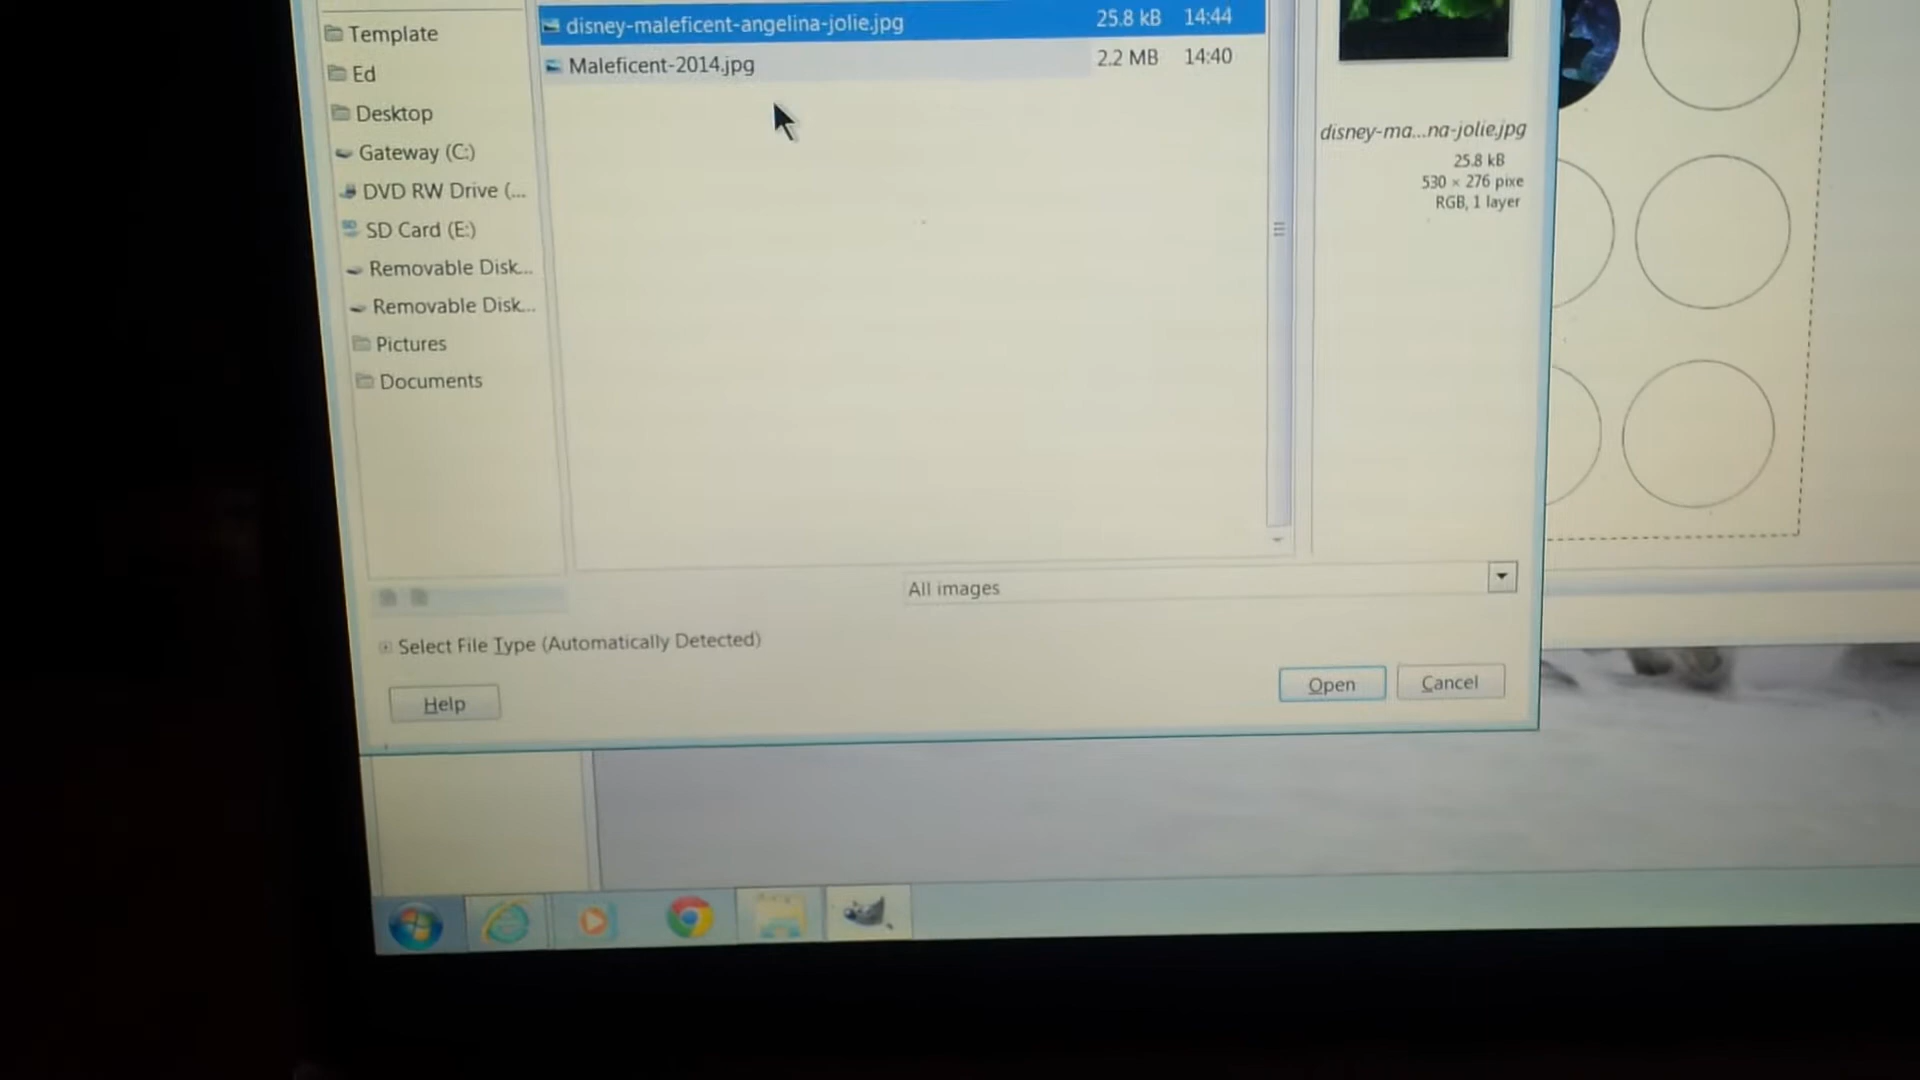 disney-maleficent-angelina-jolie.jpg 25.8 kB 14:44
Maleficent-2014.jpg 2.2 MB 14:40
Template
Ed
Desktop
Gateway (C:)
DVD RW Drive (...
SD Card (E:)
Removable Disk...
Removable Disk...
Pictures
Documents
disney-ma...na-jolie.jpg
25.8 kB
530 × 276 pixe
RGB, 1 layer
All images
Select File Type (Automatically Detected)
Help
Open
Cancel